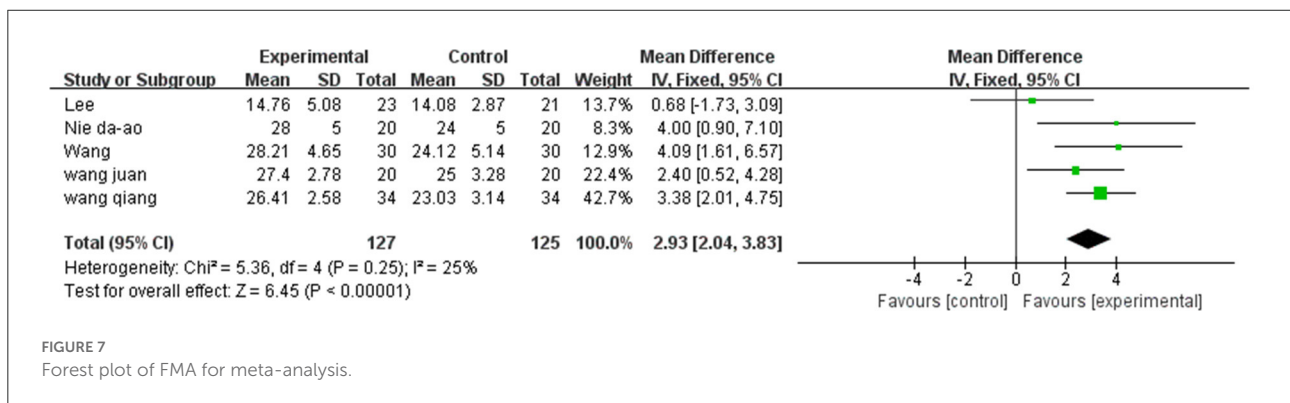 Experimental Control Mean Difference Mean Difference
Study or Subgroup Mean SD Total Mean SD Total Weight IV, Fixed, 95% CI IV, Fixed, 95% CI
Lee 14.76 5.08 23 14.08 2.87 21 13.7% 0.68 [-1.73, 3.09]
Nie da-ao 28 5 20 24 5 20 8.3% 4.00 [0.90, 7.10]
Wang 28.21 4.65 30 24.12 5.14 30 12.9% 4.09 [1.61, 6.57]
wang juan 27.4 2.78 20 25 3.28 20 22.4% 2.40 [0.52, 4.28]
wang qiang 26.41 2.58 34 23.03 3.14 34 42.7% 3.38 [2.01, 4.75]
Total (95% CI) 127 125 100.0% 2.93 [2.04, 3.83]
Heterogeneity: Chi² = 5.36, df = 4 (P = 0.25); I² = 25%
Test for overall effect: Z = 6.45 (P < 0.00001)
-4 -2 0 2 4
Favours [control] Favours [experimental]
FIGURE 7
Forest plot of FMA for meta-analysis.